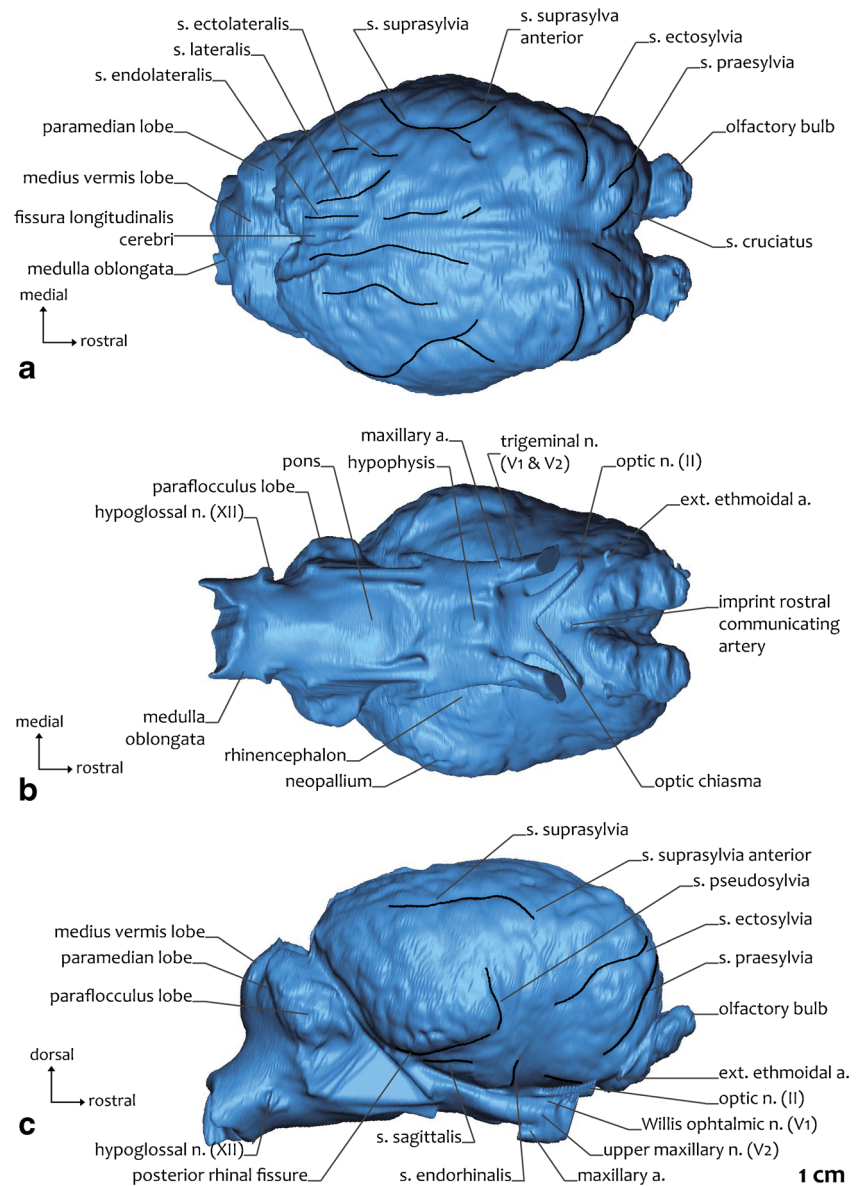 s. ectolateralis
s. lateralis
s. endolateralis
paramedian lobe
medius vermis lobe
fissura longitudinalis
cerebri
medulla oblongata
medial
rostral
a
s. suprasylvia
s. suprasylva
anterior
s. ectosylvia
s. praesylvia
olfactory bulb
s. cruciatus
maxillary a.
hypophysis
pons
paraflocculus lobe
hypoglossal n. (XII)
trigeminal n.
(V1 & V2)
optic n. (II)
ext. ethmoidal a.
imprint rostral
communicating
artery
medulla
oblongata
medial
rostral
b
rhinencephalon
neopallium
optic chiasma
s. suprasylvia
s. suprasylvia anterior
s. pseudosylvia
s. ectosylvia
s. praesylvia
olfactory bulb
medius vermis lobe
paramedian lobe
paraflocculus lobe
dorsal
rostral
c
ext. ethmoidal a.
optic n. (II)
Willis ophtalmic n. (V1)
upper maxillary n. (V2)
maxillary a.
hypoglossal n. (XII)
posterior rhinal fissure
s. sagittalis
s. endorhinalis
1 cm